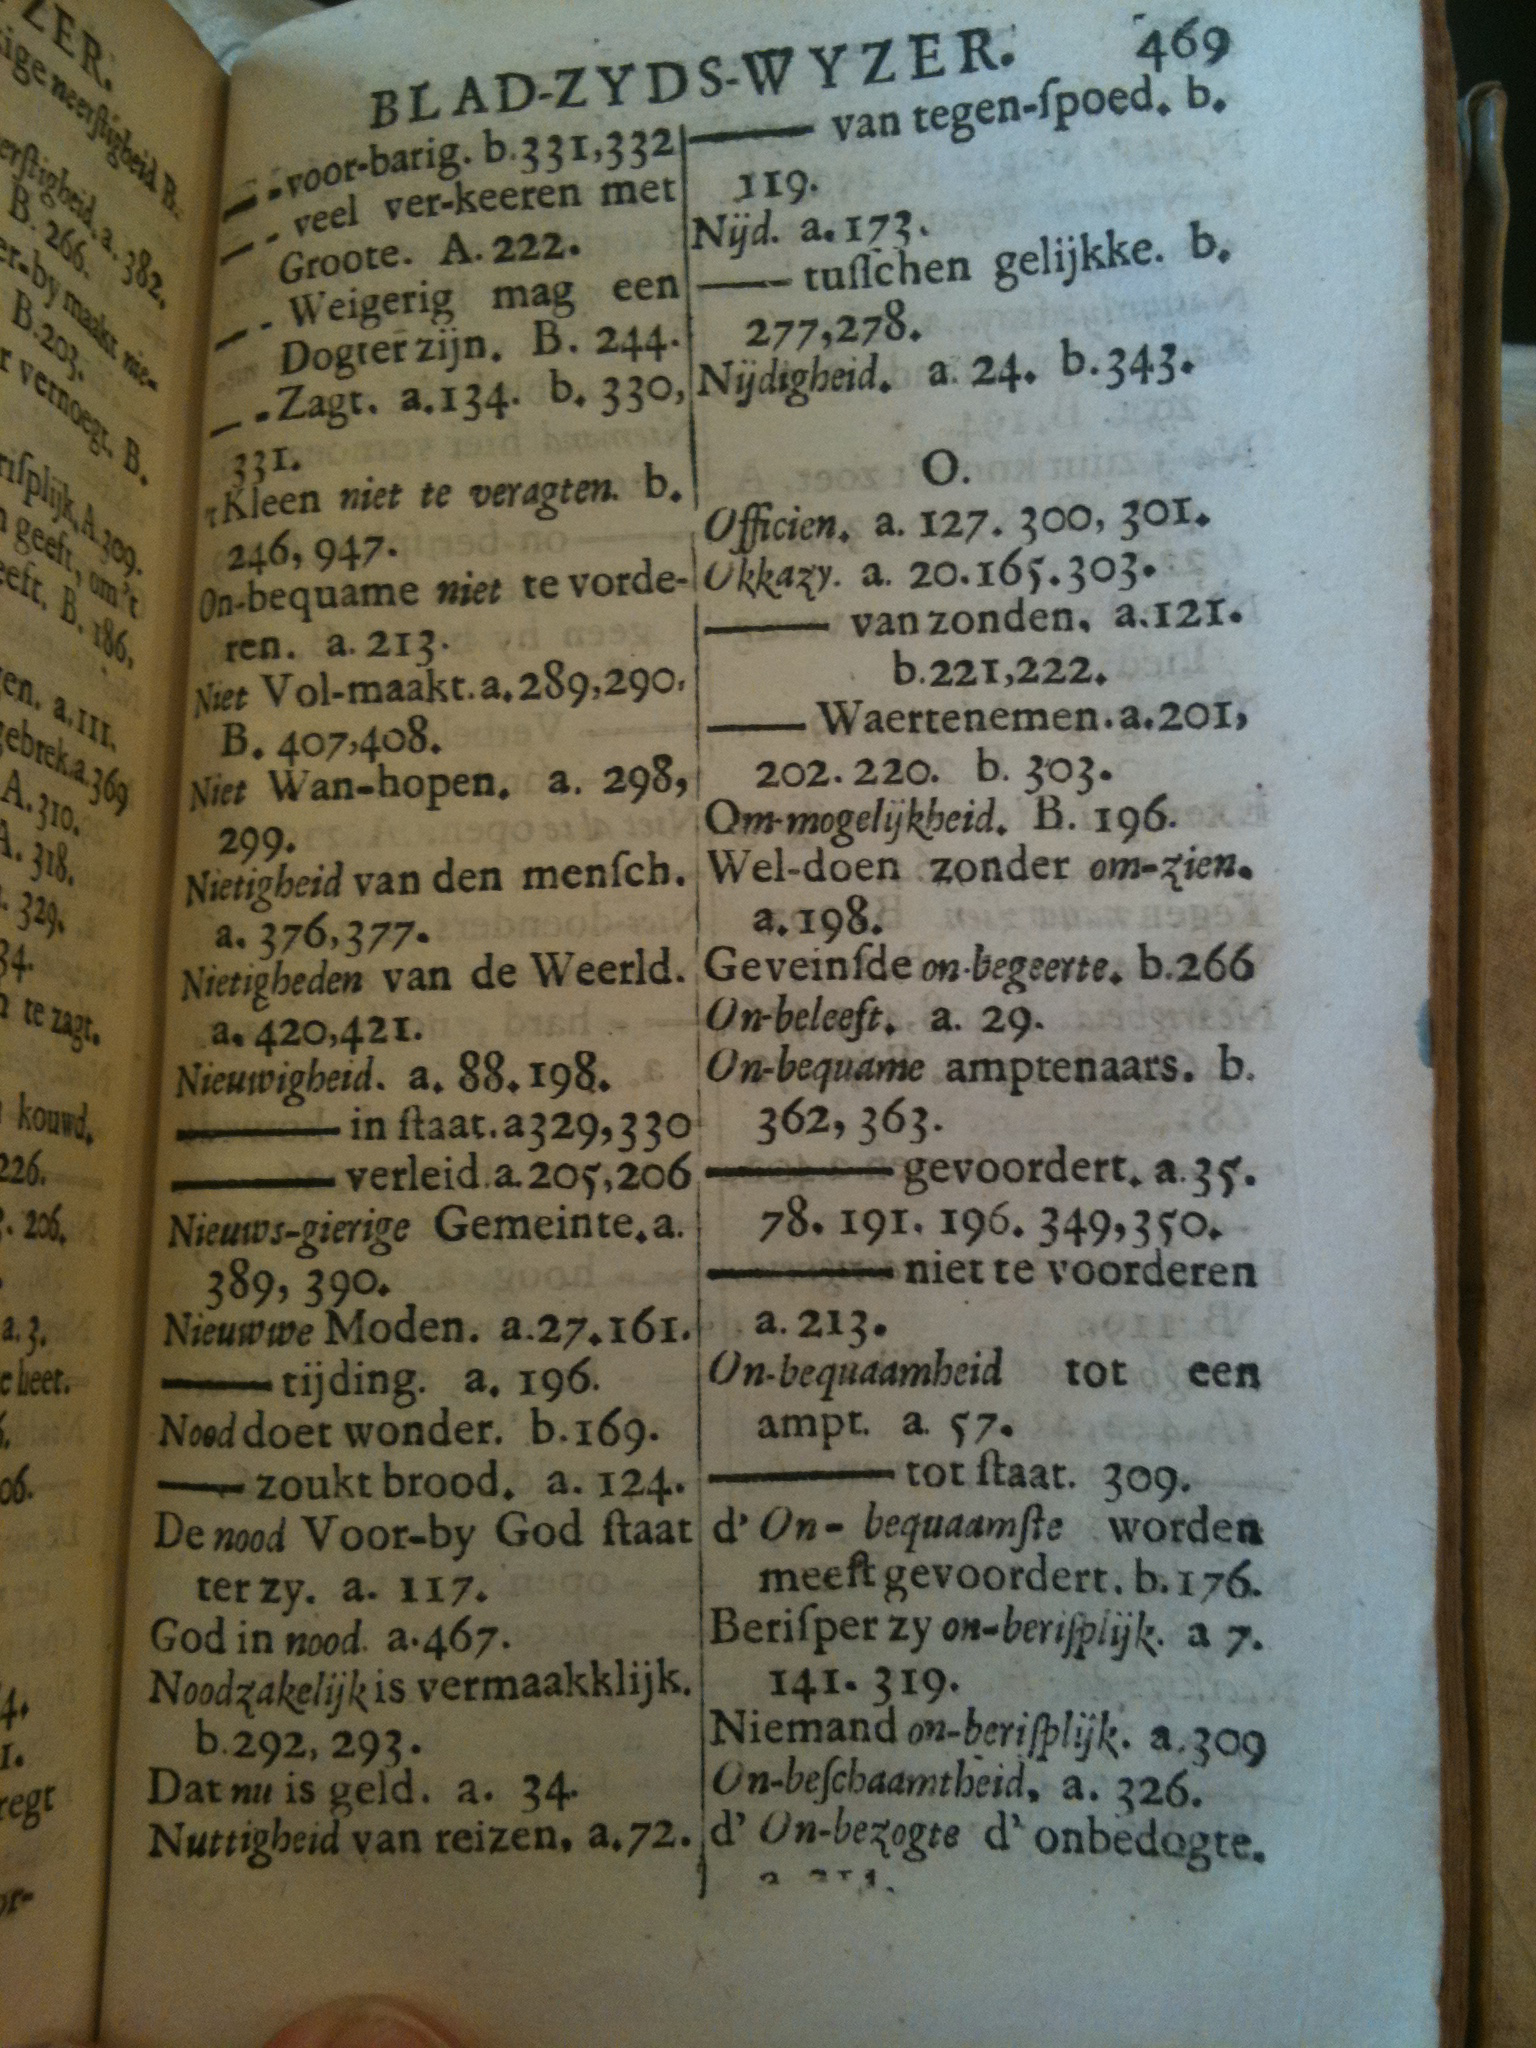 BLAD-ZYDS-WYZER. 469
voor-barig. b.331,332
veel ver-keeren met
Groote. A. 222.
Weigerig mag een
Dogter zijn. B. 244.
Zagt. a.134. b. 330,
331.
't Kleen niet te veragten. b.
246, 947.
On-bequame niet te vorde-
ren. a. 213.
Niet Vol-maakt. a. 289,290.
B. 407,408.
Niet Wan-hopen. a. 298,
299.
Nietigheid van den menſch.
a. 376,377.
Nietigheden van de Weerld.
a. 420,421.
Nieuwigheid. a. 88. 198.
——— in ſtaat. a329,330
——— verleid. a. 205,206
Nieuws-gierige Gemeinte. a.
389, 390.
Nieuwwe Moden. a. 27. 161.
——— tijding. a. 196.
Nood doet wonder. b. 169.
——— zoukt brood. a. 124.
De nood Voor-by God ſtaat
ter zy. a. 117.
God in nood. a. 467.
Noodzakelijk is vermaakklijk.
b. 292, 293.
Dat nu is geld. a. 34.
Nuttigheid van reizen. a. 72.
——— van tegen-ſpoed. b.
119.
Nijd. a. 173.
——— tuſſchen gelijkke. b.
277,278.
Nijdigheid. a. 24. b. 343.
O.
Officien. a. 127. 300, 301.
Okkazy. a. 20. 165. 303.
——— van zonden. a. 121.
b. 221,222.
——— Waertenemen. a. 201,
202. 220. b. 303.
Om-mogelijkheid. B. 196.
Wel-doen zonder om-zien.
a. 198.
Geveinſde on-begeerte. b. 266
On-beleeft. a. 29.
On-bequame amptenaars. b.
362, 363.
——— gevoordert. a. 35.
78. 191. 196. 349,350.
——— niet te voorderen
a. 213.
On-bequaamheid tot een
ampt. a. 57.
——— tot ſtaat. 309.
d' On-bequaamſte worden
meeſt gevoordert. b. 176.
Beriſper zy on-beriſplijk. a 7.
141. 319.
Niemand on-beriſplijk. a. 309
On-beſchaamtheid. a. 326.
d' On-bezogte d' onbedogte.